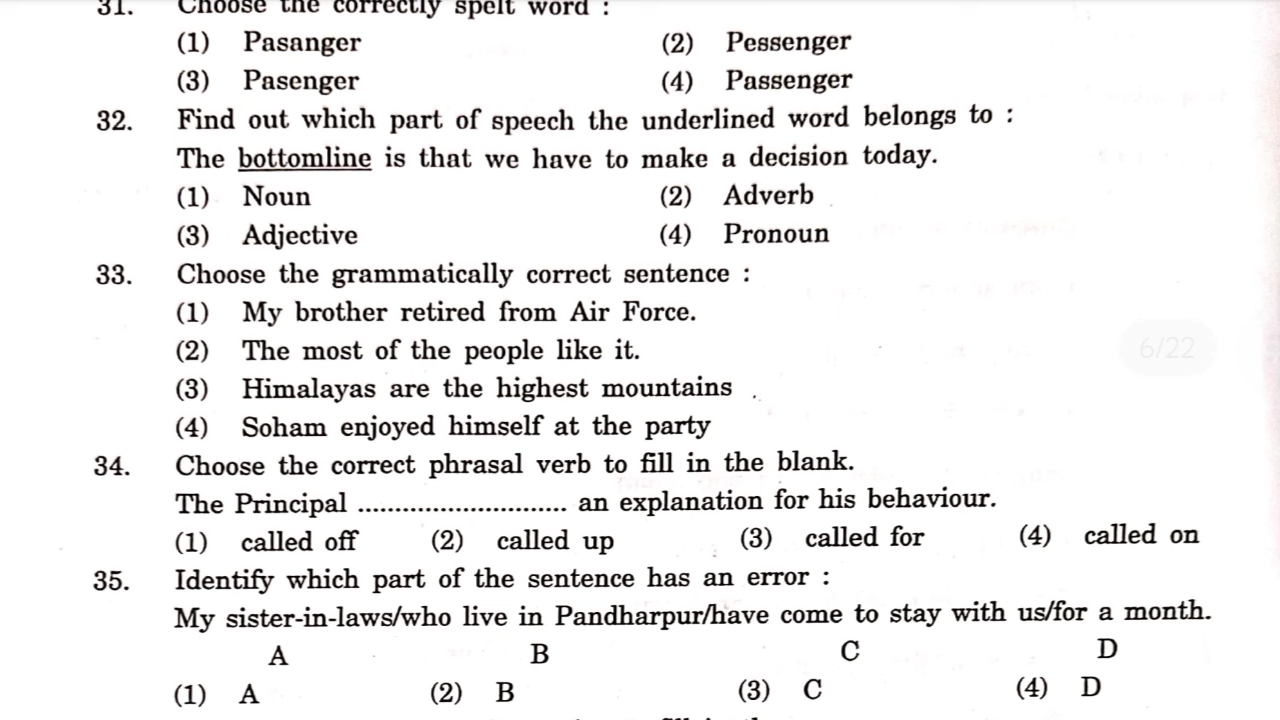 31. Choose the correctly spelt word :
(1) Pasanger (2) Pessenger
(3) Pasenger (4) Passenger
32. Find out which part of speech the underlined word belongs to :
The bottomline is that we have to make a decision today.
(1) Noun (2) Adverb
(3) Adjective (4) Pronoun
33. Choose the grammatically correct sentence :
(1) My brother retired from Air Force.
(2) The most of the people like it.
6/22
(3) Himalayas are the highest mountains
(4) Soham enjoyed himself at the party
34. Choose the correct phrasal verb to fill in the blank.
The Principal ............................ an explanation for his behaviour.
(1) called off (2) called up (3) called for (4) called on
35. Identify which part of the sentence has an error :
My sister-in-laws/who live in Pandharpur/have come to stay with us/for a month.
A B C D
(1) A (2) B (3) C (4) D